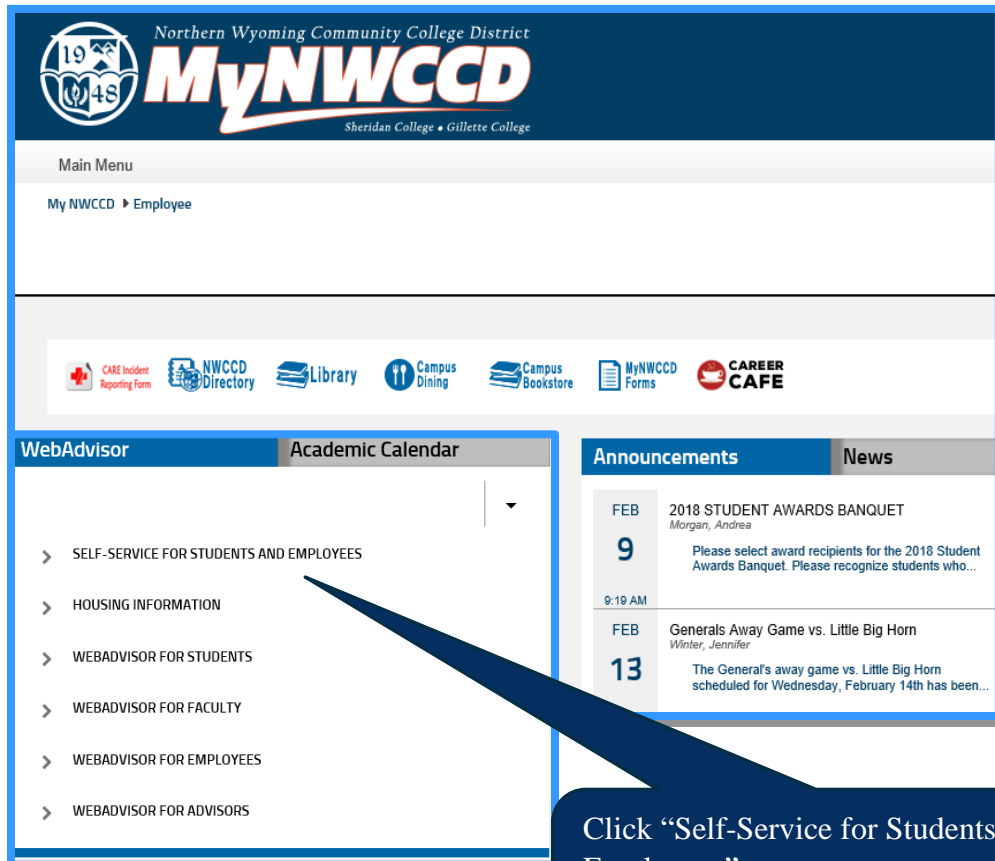 Northern Wyoming Community College District
19 48
MyNWCCD
Sheridan College • Gillette College
Main Menu
My NWCCD ▶ Employee
CARE Incident
Reporting Form
NWCCD
Directory
Library
Campus
Dining
Campus
Bookstore
MyNWCCD
Forms
CAREER
CAFE
WebAdvisor
Academic Calendar
SELF-SERVICE FOR STUDENTS AND EMPLOYEES
HOUSING INFORMATION
WEBADVISOR FOR STUDENTS
WEBADVISOR FOR FACULTY
WEBADVISOR FOR EMPLOYEES
WEBADVISOR FOR ADVISORS
Announcements
News
FEB
9
9:19 AM
2018 STUDENT AWARDS BANQUET
Morgan, Andrea
Please select award recipients for the 2018 Student
Awards Banquet. Please recognize students who...
FEB
13
Generals Away Game vs. Little Big Horn
Winter, Jennifer
The General's away game vs. Little Big Horn
scheduled for Wednesday, February 14th has been...
Click “Self-Service for Students